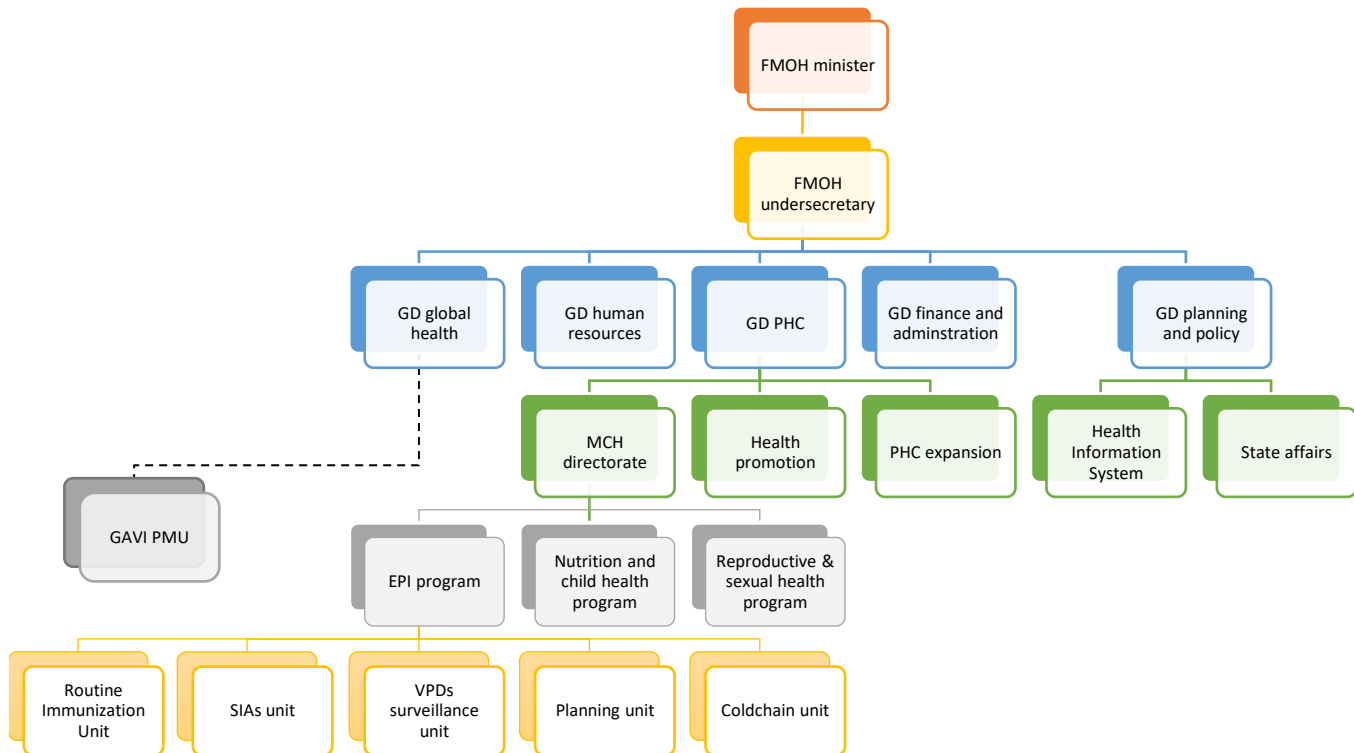 FMOH minister
FMOH
undersecretary
GD global
health
GD human
resources
GD PHC
GD finance and
adminstration
GD planning
and policy
MCH
directorate
Health
promotion
PHC expansion
Health
Information
System
State affairs
GAVI PMU
EPI program
Nutrition and
child health
program
Reproductive &
sexual health
program
Routine
Immunization
Unit
SIAs unit
VPDs
surveillance
unit
Planning unit
Coldchain unit